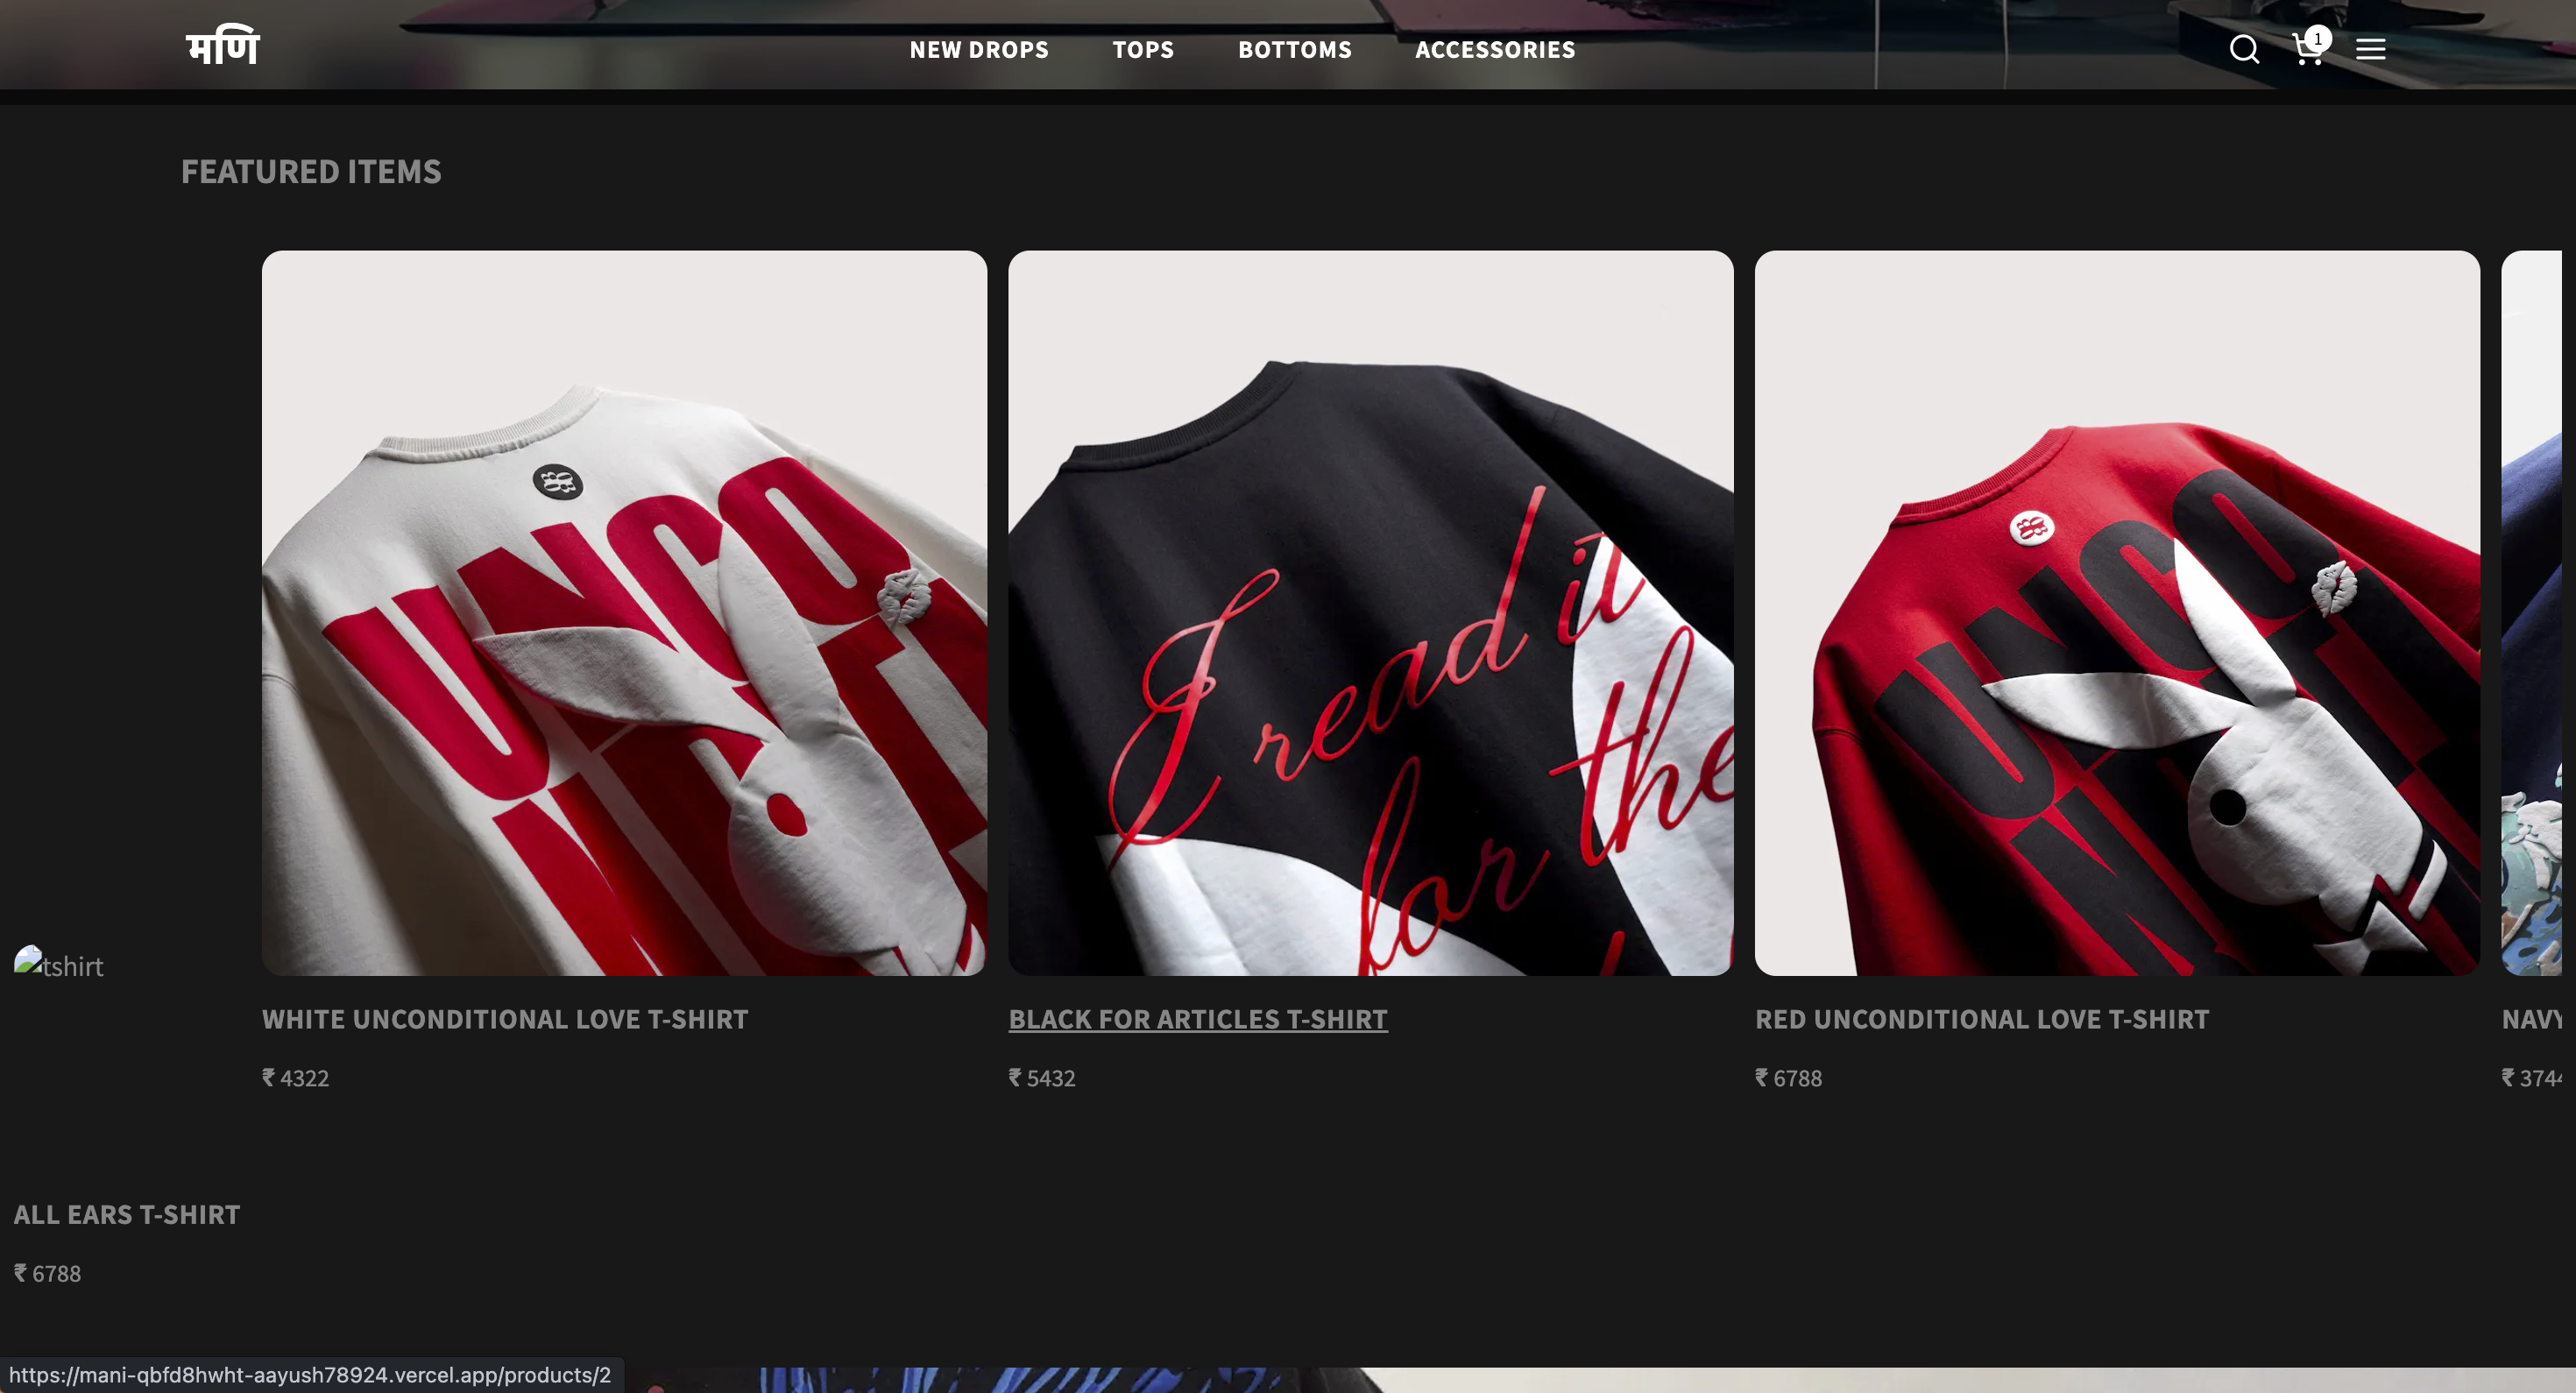 मणि
NEW DROPS TOPS BOTTOMS ACCESSORIES
1
FEATURED ITEMS
UNCO
I read it
for the
UNCO
tshirt
WHITE UNCONDITIONAL LOVE T-SHIRT
BLACK FOR ARTICLES T-SHIRT
RED UNCONDITIONAL LOVE T-SHIRT
NAVY
₹ 4322
₹ 5432
₹ 6788
₹ 3744
ALL EARS T-SHIRT
₹ 6788
https://mani-qbfd8hwht-aayush78924.vercel.app/products/2